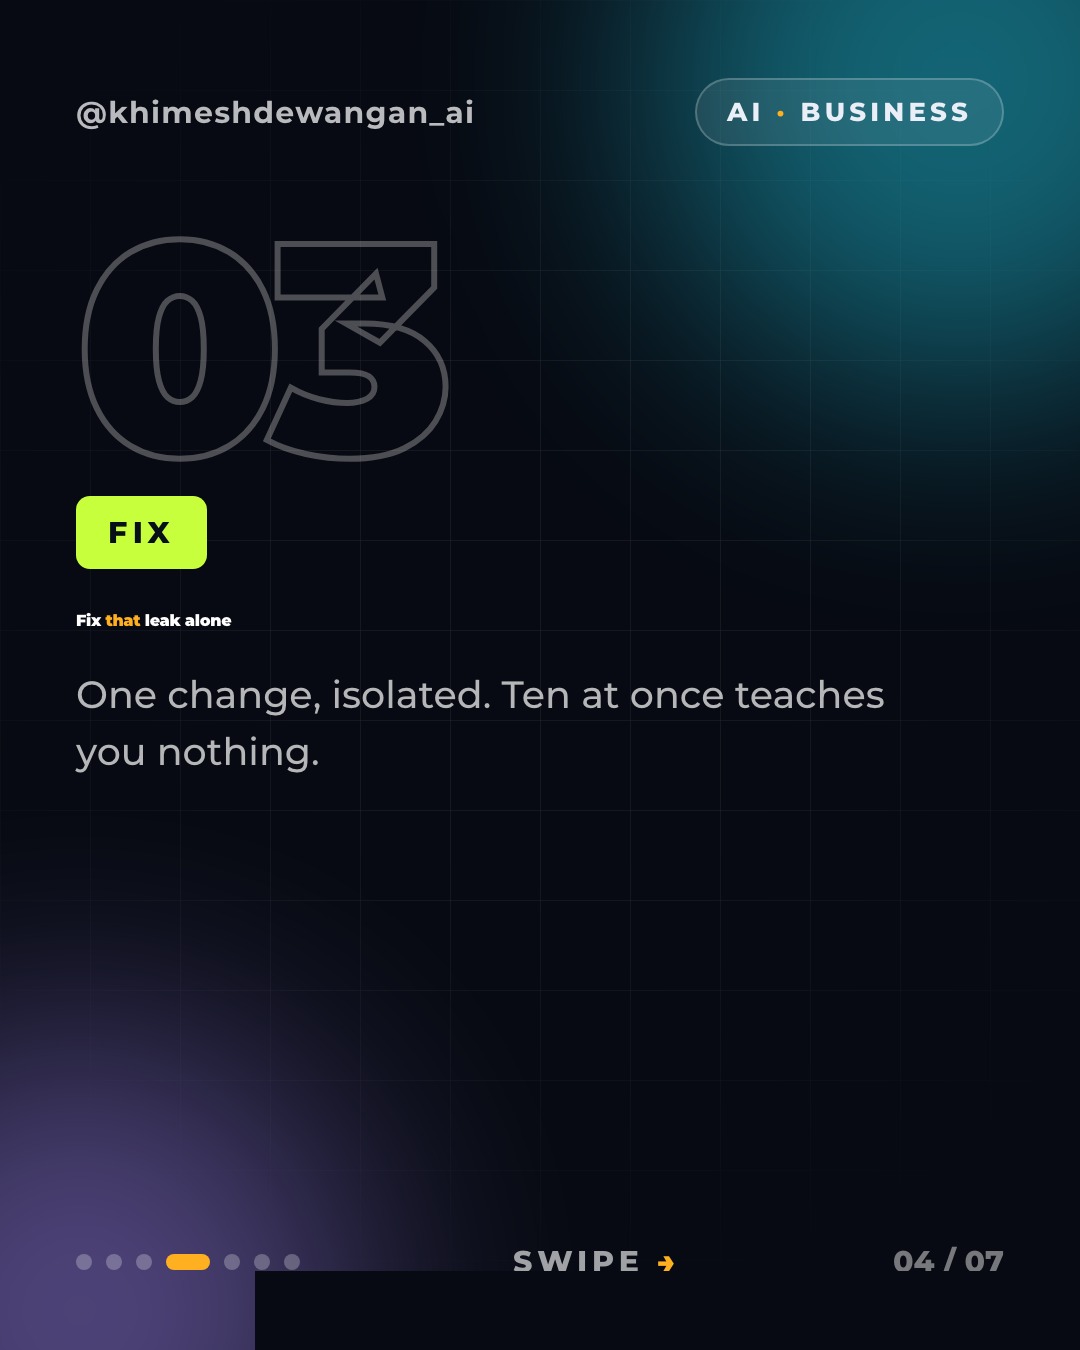 @khimeshdewangan_ai
AI · BUSINESS
03
FIX
Fix that leak alone
One change, isolated. Ten at once teaches
you nothing.
SWIPE →
04 / 07